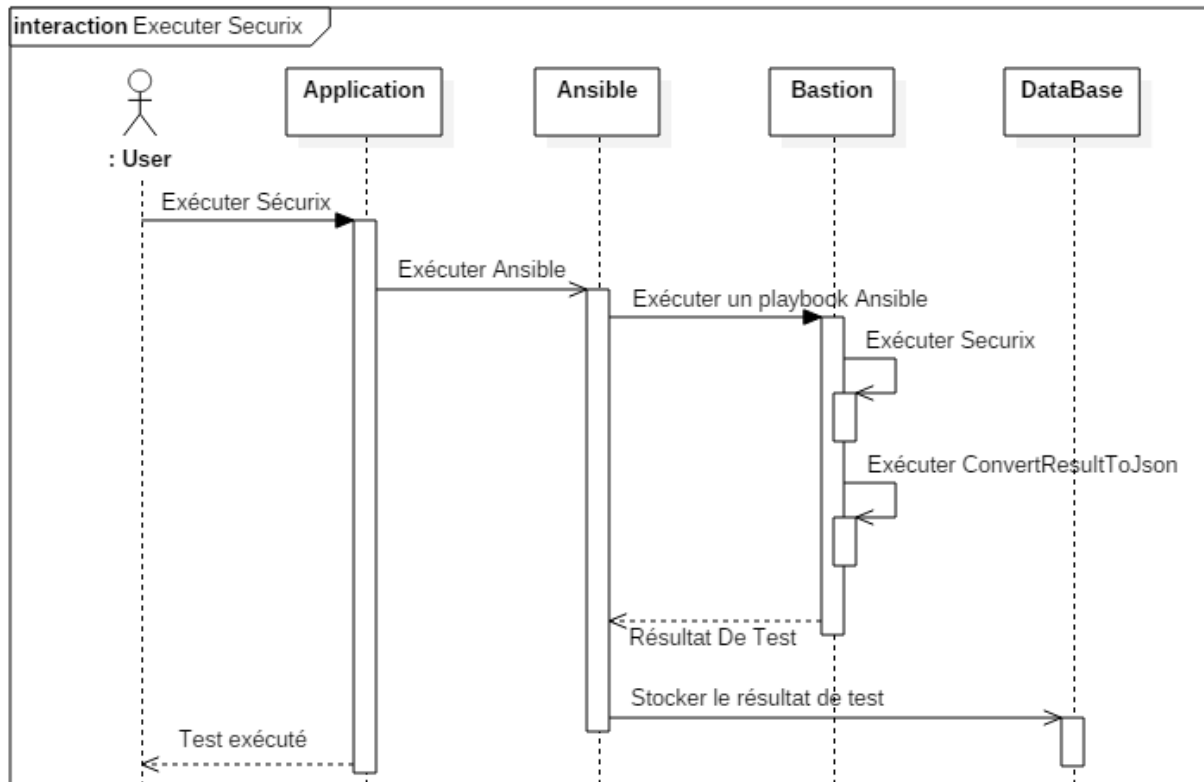 interaction Executer Securix
Application
Ansible
Bastion
DataBase
: User
Exécuter Sécurix
Exécuter Ansible
Exécuter un playbook Ansible
Exécuter Securix
Exécuter ConvertResultToJson
Résultat De Test
Stocker le résultat de test
Test exécuté